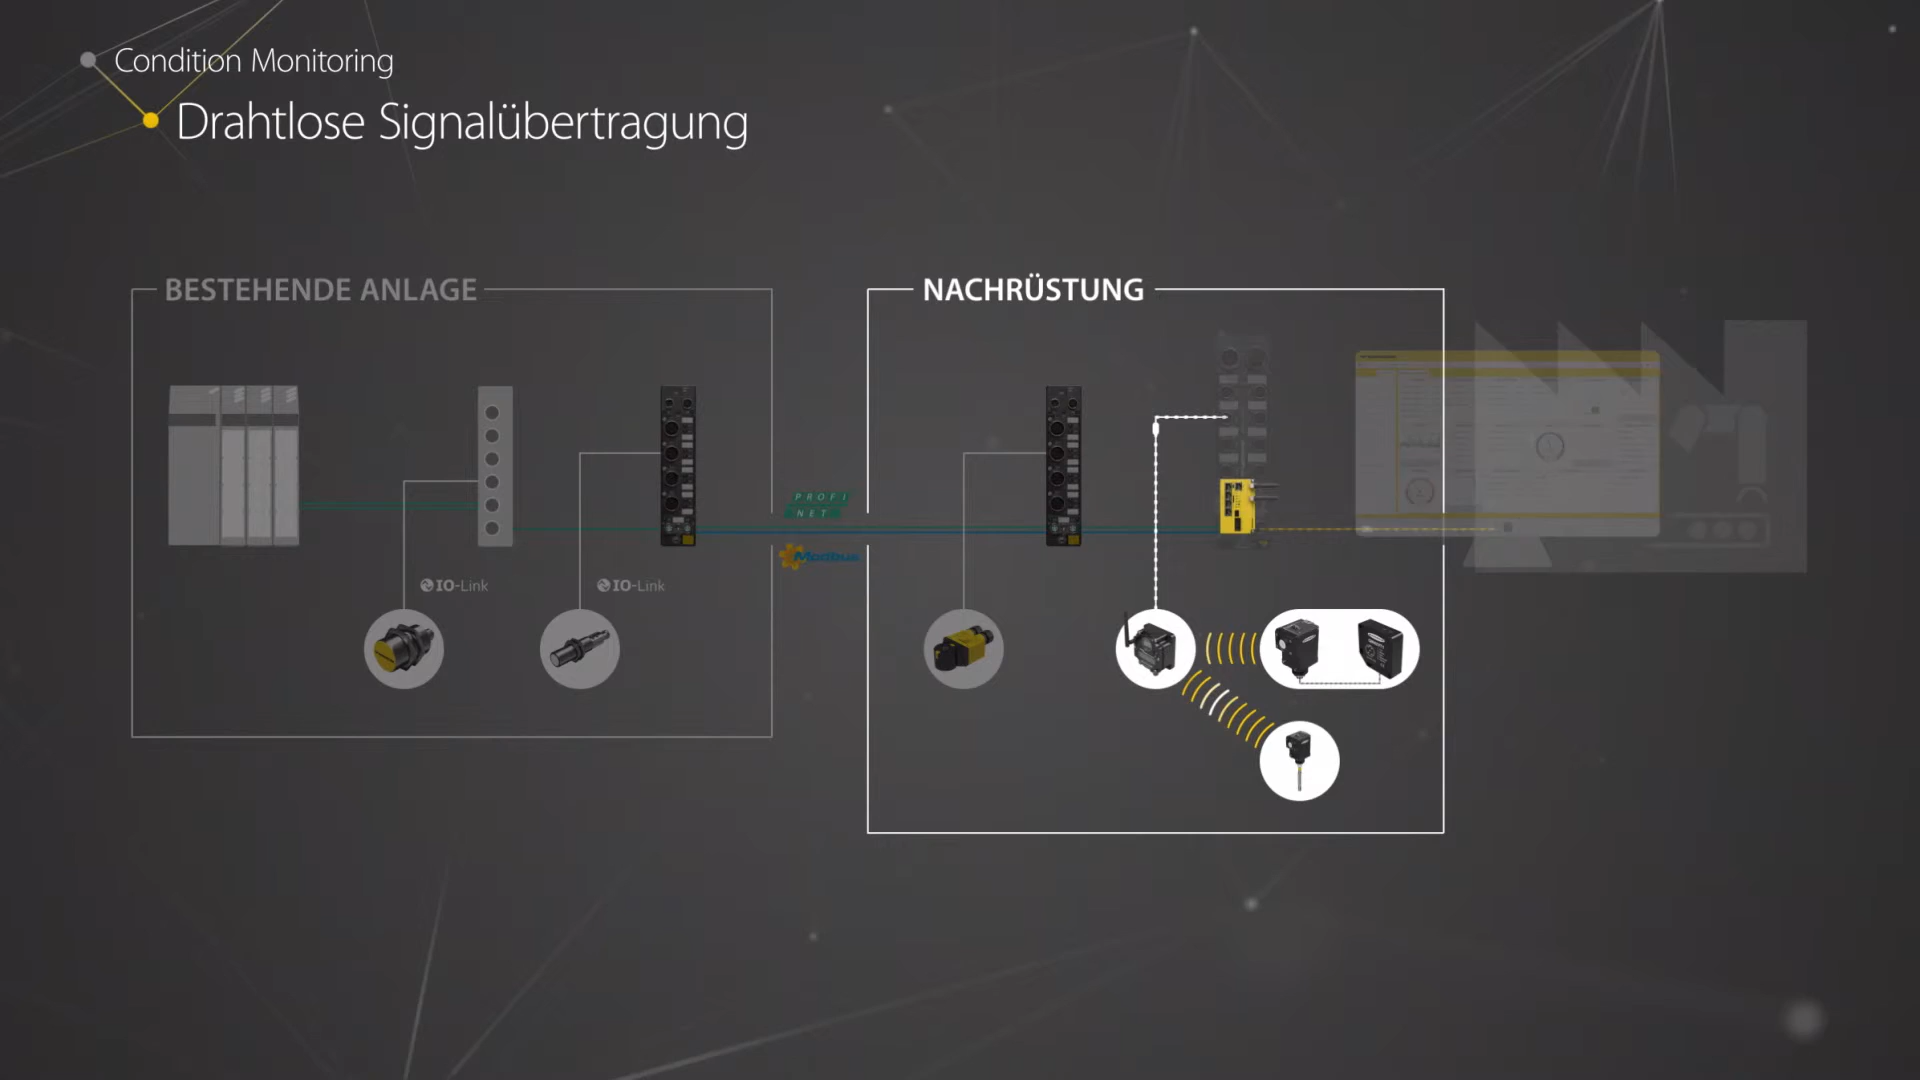 Condition Monitoring
Drahtlose Signalübertragung
BESTEHENDE ANLAGE
NACHRÜSTUNG
PROFI
NET
Modbus
IO-Link
IO-Link